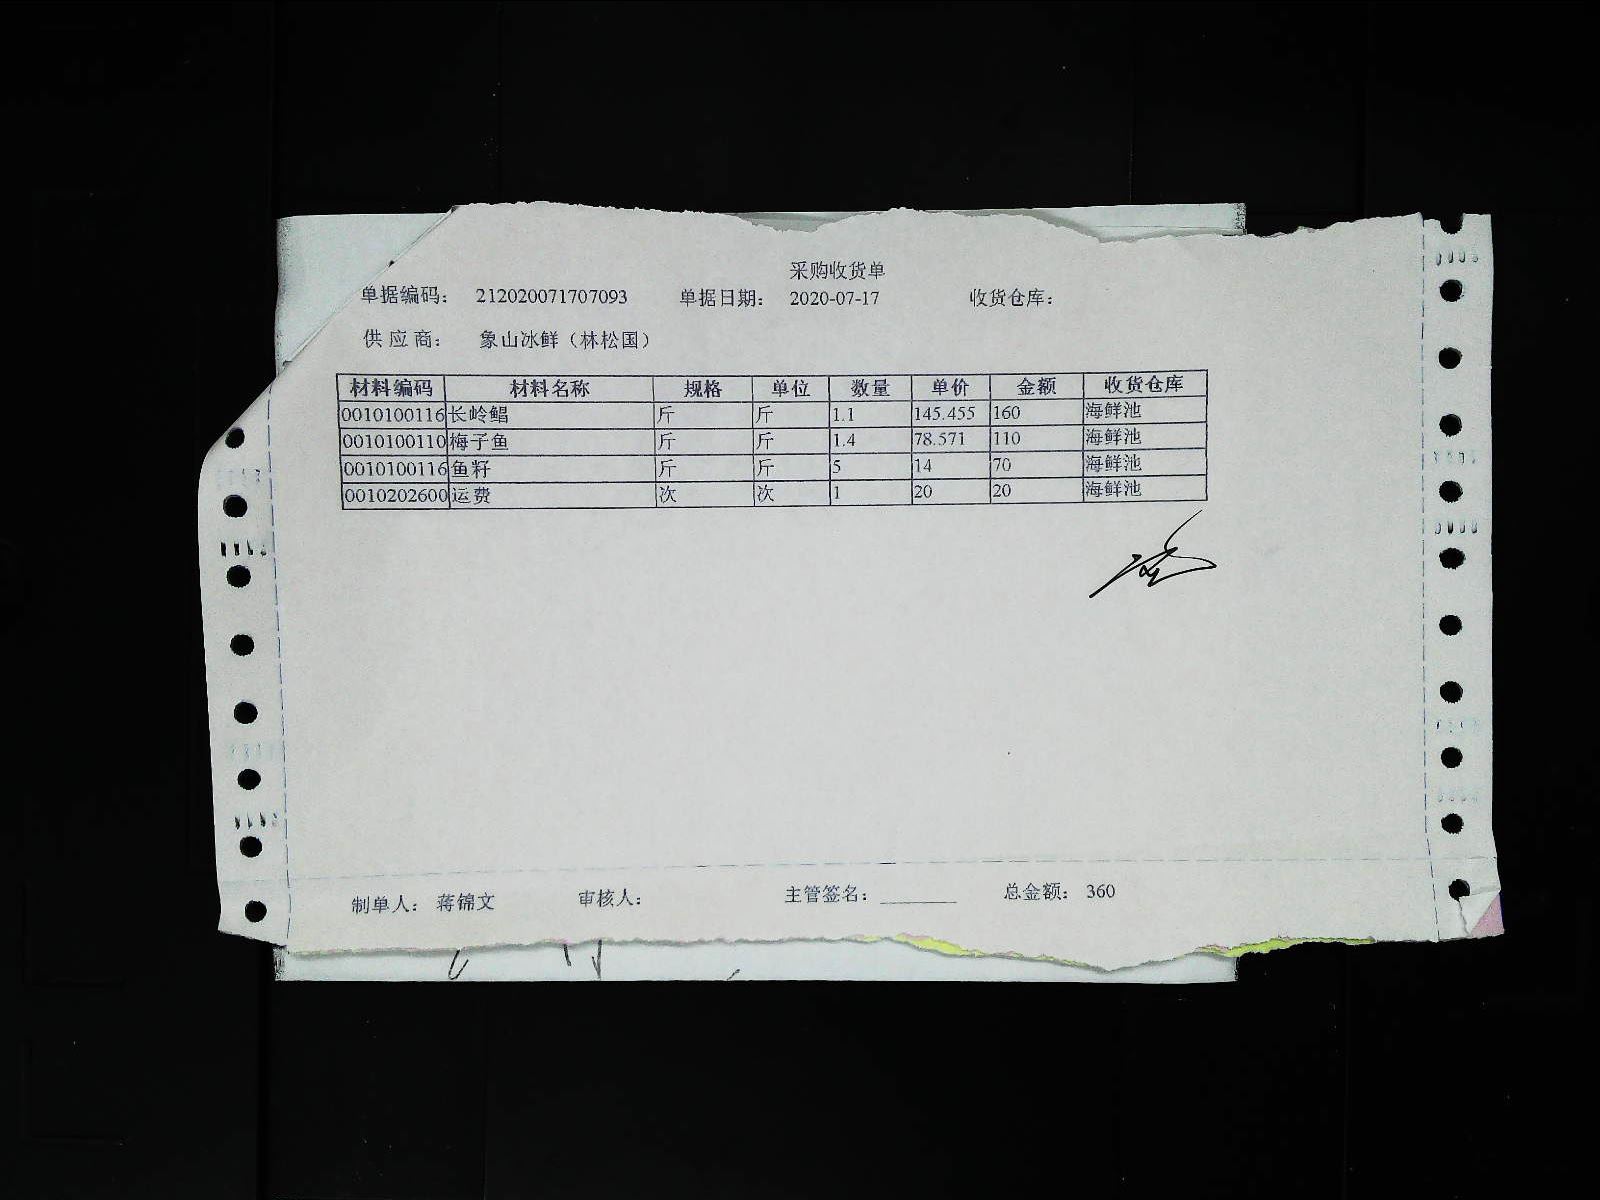 采购收货单
单据编码： 212020071707093 单据日期： 2020-07-17 收货仓库：
供 应 商： 象山冰鲜（林松国）
材料编码 材料名称 规格 单位 数量 单价 金额 收货仓库
0010100116 长岭鲳 斤 斤 1.1 145.455 160 海鲜池
0010100110 梅子鱼 斤 斤 1.4 78.571 110 海鲜池
0010100116 鱼籽 斤 斤 5 14 70 海鲜池
0010202600 运费 次 次 1 20 20 海鲜池
制单人： 蒋锦文 审核人： 主管签名： ________ 总金额： 360